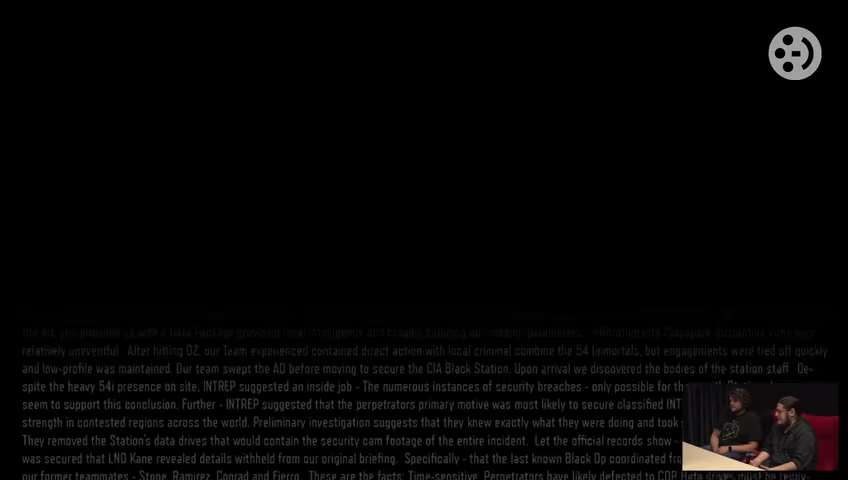 relatively uneventful. After hitting OZ, our Team experienced contained direct action with local criminal combine the 54 Immortals, but engagements were tied off quickly
and low-profile was maintained. Our team swept the AO before moving to secure the CIA Black Station. Upon arrival we discovered the bodies of the station staff. De-
spite the heavy 54i presence on site, INTREP suggested an inside job - The numerous instances of security breaches - only possible for
seem to support this conclusion. Further - INTREP suggested that the perpetrators primary motive was most likely to secure classified
strength in contested regions across the world. Preliminary investigation suggests that they knew exactly what they were doing and took
They removed the Station's data drives that would contain the security cam footage of the entire incident. Let the official records show -
was secured that LNO Kane revealed details withheld from our original briefing. Specifically - that the last known Black Op coordinated
our former teammates - Stone, Ramirez, Conrad and Fierro. These are the facts: Time-sensitive. Perpetrators have likely defected to CDP. Data drives must be